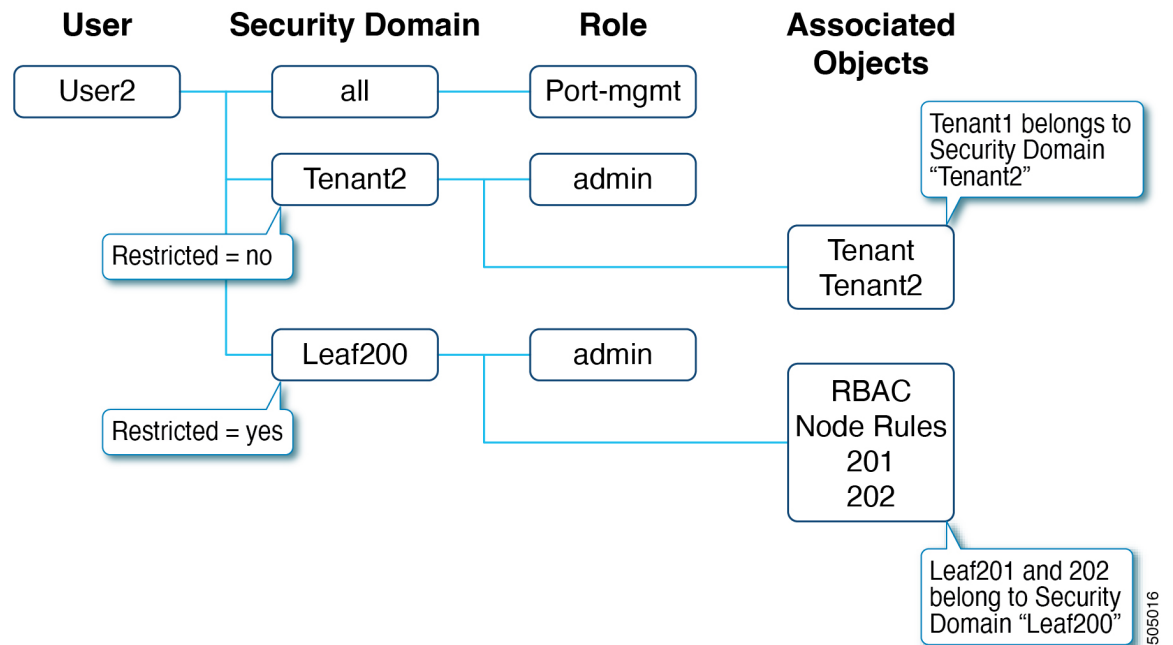 User Security Domain Role Associated
Objects
User2 all Port-mgmt
Tenant1 belongs to
Security Domain
“Tenant2”
Tenant2 admin
Restricted = no
Tenant
Tenant2
Leaf200 admin
Restricted = yes
RBAC
Node Rules
201
202
Leaf201 and 202
belong to Security
Domain “Leaf200”
505016